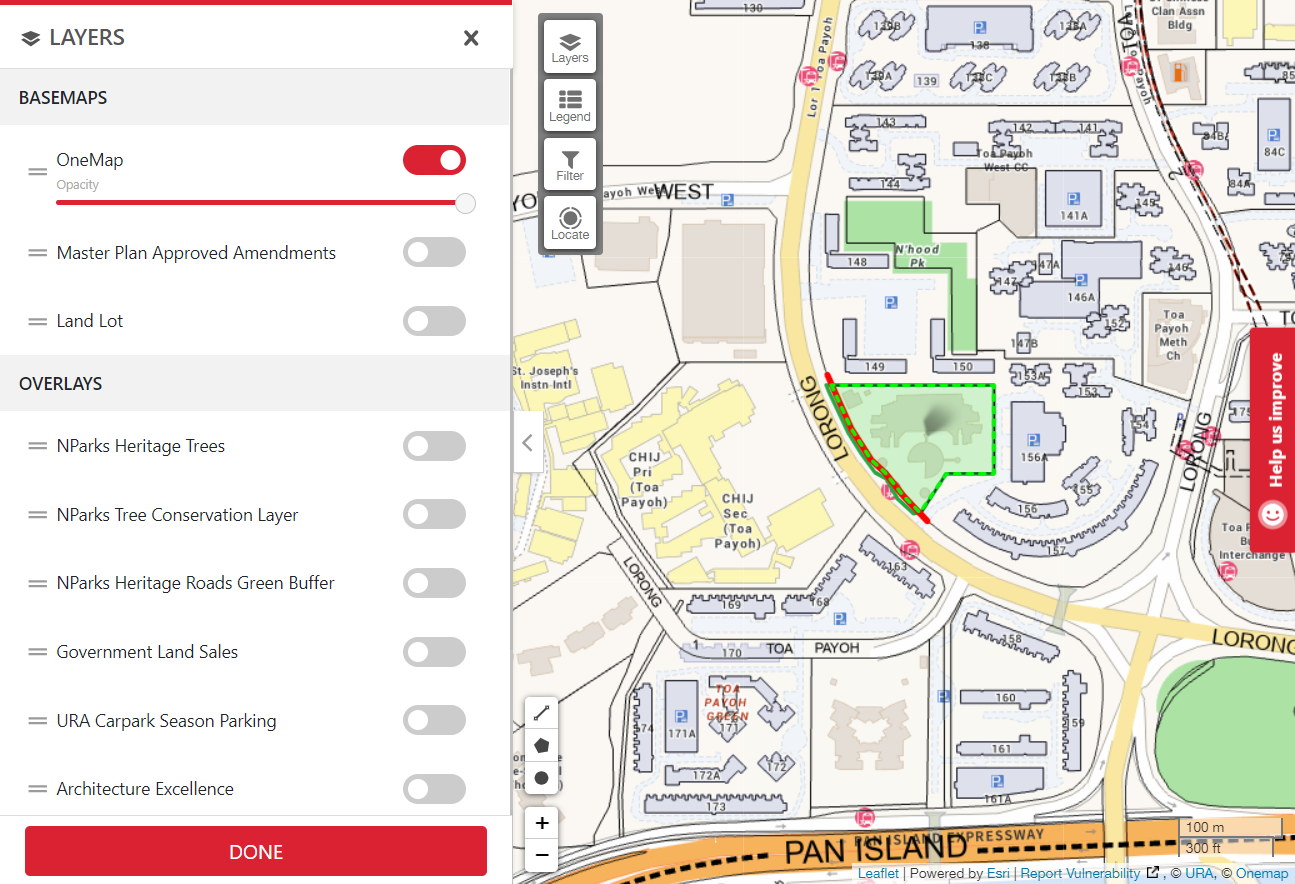 LAYERS
BASEMAPS
OneMap
Opacity
Master Plan Approved Amendments
Land Lot
OVERLAYS
NParks Heritage Trees
NParks Tree Conservation Layer
NParks Heritage Roads Green Buffer
Government Land Sales
URA Carpark Season Parking
Architecture Excellence
DONE
Layers
Legend
Filter
Locate
130
Lor 1 Toa Payoh
139B
138
138A
139A
139
138C
138B
Clan Assn
Bldg
TOA
Payoh
2
85
84B
84C
84A
143
142
141
Toa Payoh
West CC
144
141A
145
WEST
N'hood
Pk
148
147A
147
146
146A
152
147B
Toa
Payoh
Meth
Ch
149
150
153A
153
St. Joseph's
Instn Intl
LORONG
154
156A
155
156
157
LORONG
175
CHIJ
Pri
(Toa
Payoh)
CHIJ
Sec
(Toa
Payoh)
Interchange
163
168
169
LORONG
1
170
TOA PAYOH
158
LORONG
160
159
161
161A
174
171A
TOA
PAYOH
GREEN
171
172
172A
173
PAN ISLAND EXPRESSWAY
PAN ISLAND
Help us improve
+
−
100 m
300 ft
Leaflet | Powered by Esri | Report Vulnerability , © URA, © Onemap